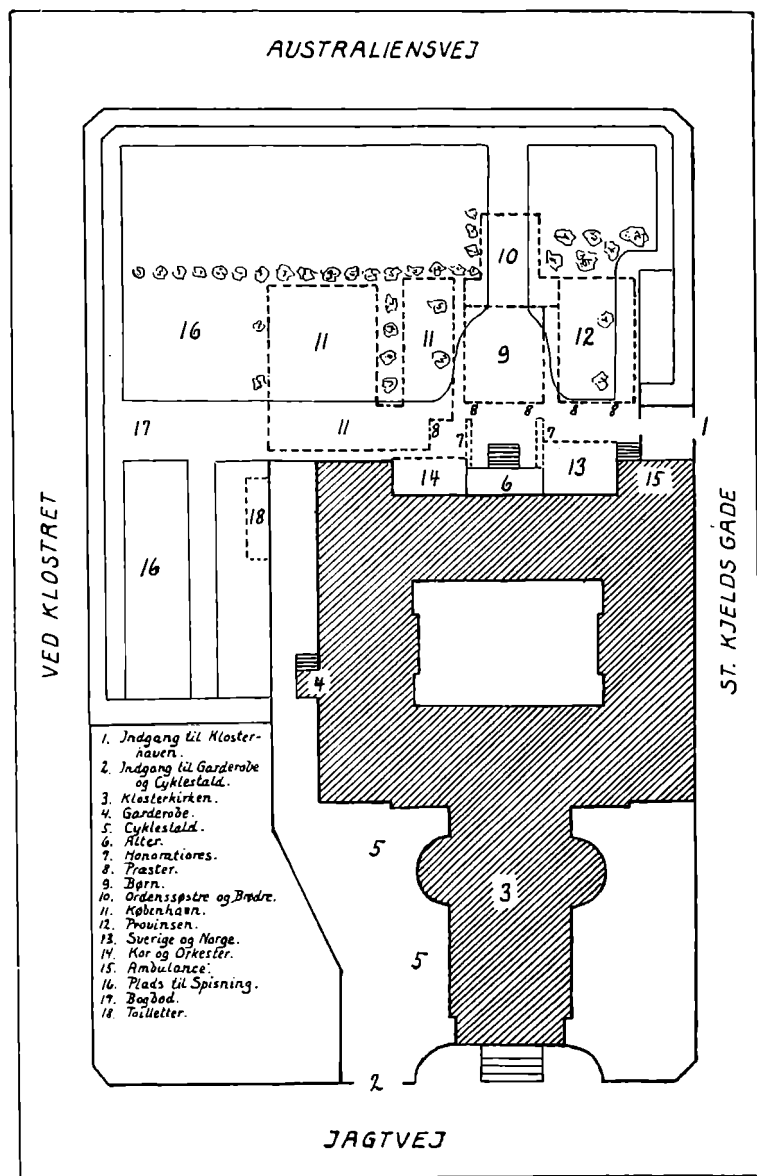 AUSTRALIENSVEJ
10
16
11
11
9
12
8
8
8
8
17
11
8
7
7
1
14
6
13
15
18
16
VED KLOSTRET
ST. KJELDS GADE
4
1. Indgang til Kloster-
haven.
2. Indgang til Garderobe
og Cyklestald.
3. Klosterkirken.
4. Garderobe.
5. Cyklestald.
6. Alter.
7. Honoratiores.
8. Præster.
9. Børn.
10. Ordenssøstre og Brødre.
11. København.
12. Provinsen.
13. Sverige og Norge.
14. Kor og Orkester.
15. Ambulance.
16. Plads til Spisning.
17. Bogbod.
18. Toiletter.
5
3
5
2
JAGTVEJ